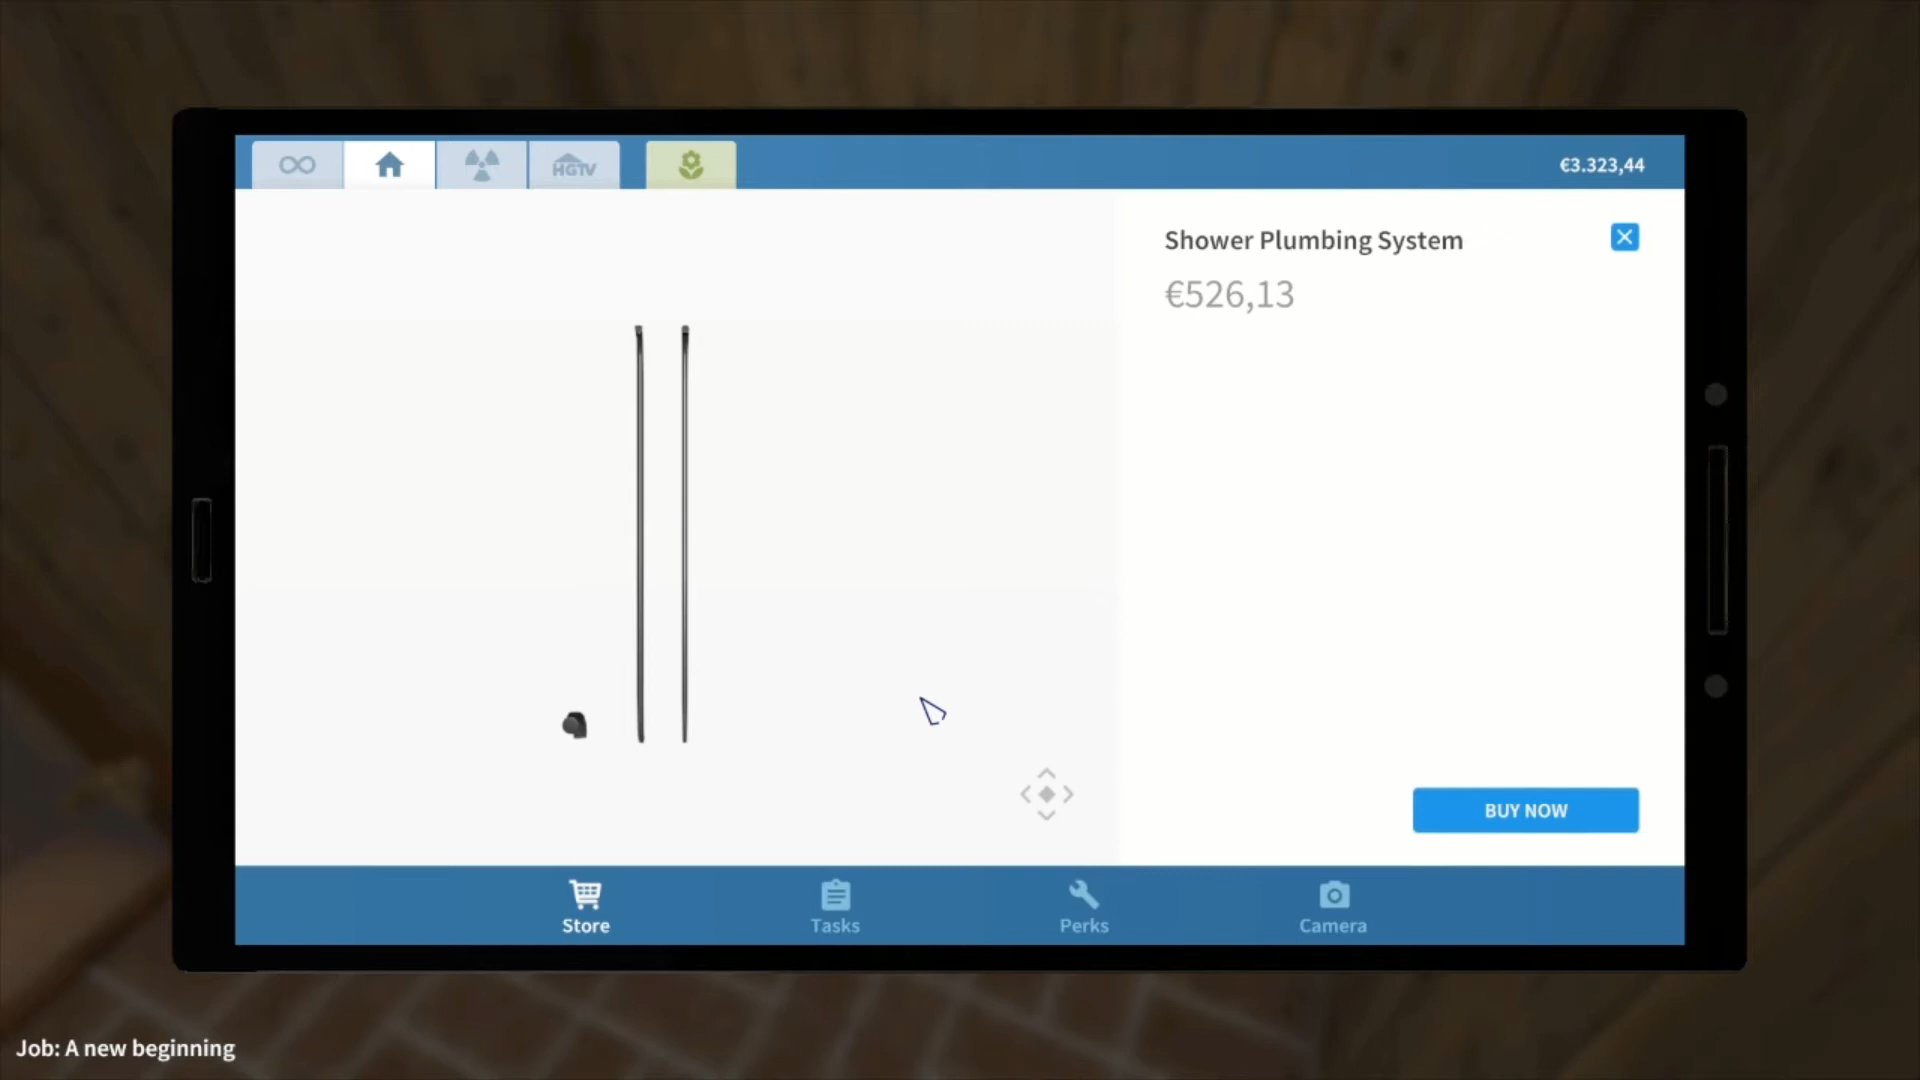 HGTV
€3.323,44
Shower Plumbing System
€526,13
BUY NOW
Store
Tasks
Perks
Camera
Job: A new beginning